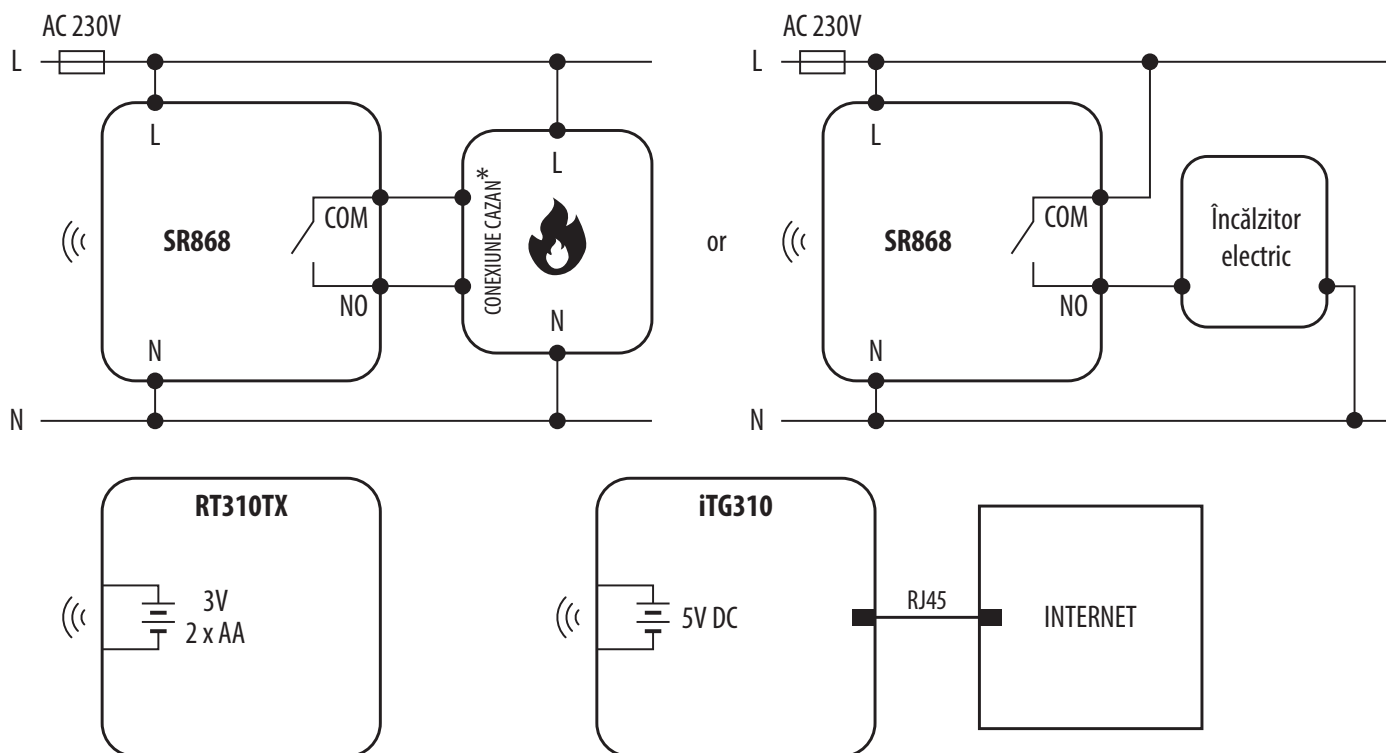 AC 230V
L
L
SR868
COM
NO
N
N
CONEXIUNE CAZAN*
L
N
or
AC 230V
L
L
SR868
COM
NO
N
N
Încălzitor
electric
RT310TX
3V
2 x AA
iTG310
5V DC
RJ45
INTERNET